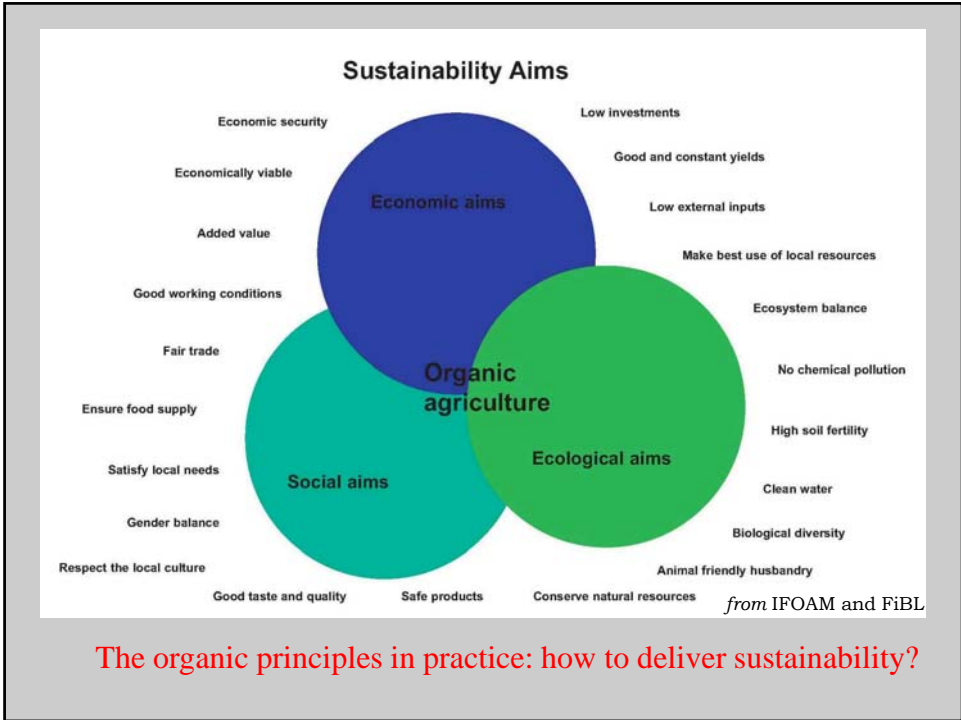 Sustainability Aims
Economic security
Low investments
Economically viable
Good and constant yields
Economic aims
Low external inputs
Added value
Make best use of local resources
Good working conditions
Ecosystem balance
Fair trade
No chemical pollution
Organic
agriculture
Ensure food supply
High soil fertility
Ecological aims
Satisfy local needs
Social aims
Clean water
Gender balance
Biological diversity
Respect the local culture
Animal friendly husbandry
Good taste and quality
Safe products
Conserve natural resources
from IFOAM and FiBL
The organic principles in practice: how to deliver sustainability?